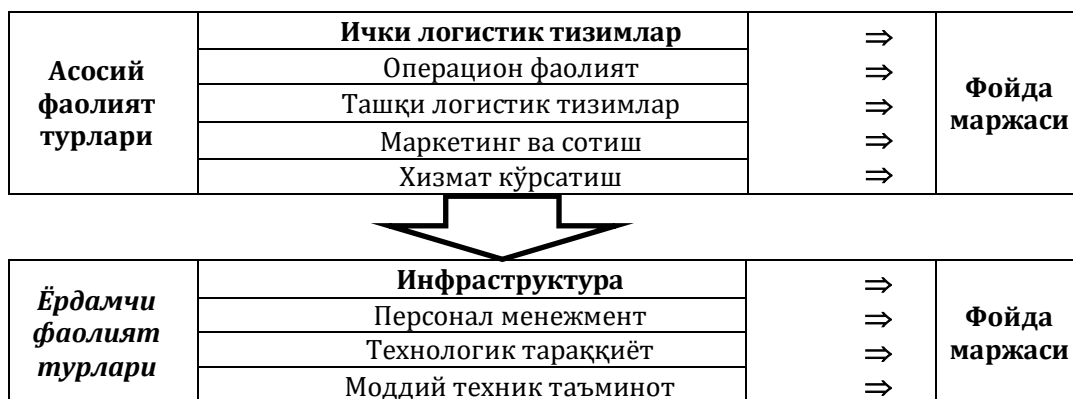 Асосий
фаолият
турлари
Ички логистик тизимлар
⇒
Операцион фаолият
⇒
Ташқи логистик тизимлар
⇒
Маркетинг ва сотиш
⇒
Хизмат кўрсатиш
⇒
Фойда
маржаси
Ёрдамчи
фаолият
турлари
Инфраструктура
⇒
Персонал менежмент
⇒
Технологик тараққиёт
⇒
Моддий техник таъминот
⇒
Фойда
маржаси